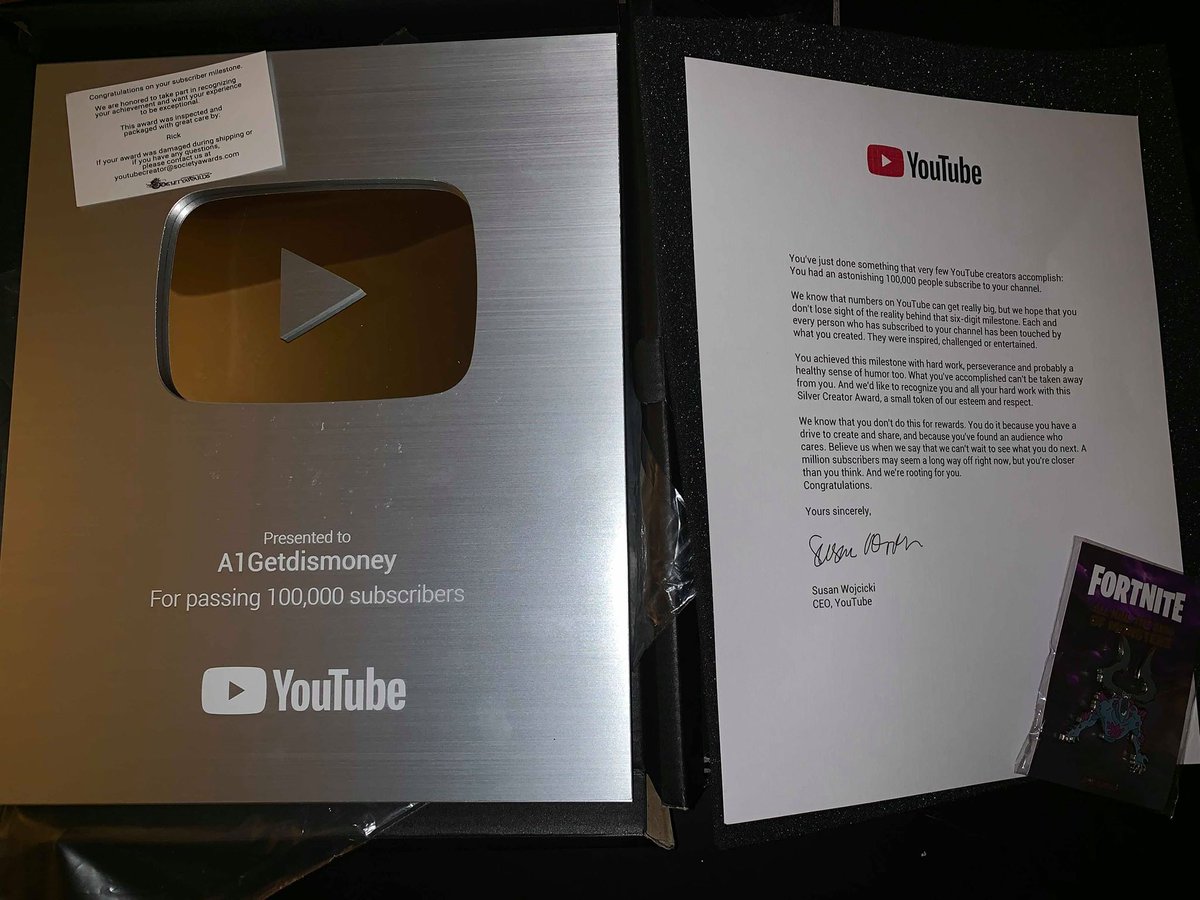 Congratulations on your subscriber milestone.
We are honored to take part in recognizing
your achievement and want your experience
to be exceptional.
This award was inspected and
packaged with great care by:
Rick
If your award was damaged during shipping or
if you have any questions,
please contact us at
youtubecreator@societyawards.com
SOCIETY AWARDS
Presented to
A1Getdismoney
For passing 100,000 subscribers
YouTube
YouTube
You've just done something that very few YouTube creators accomplish:
You had an astonishing 100,000 people subscribe to your channel.
We know that numbers on YouTube can get really big, but we hope that you
don't lose sight of the reality behind that six-digit milestone. Each and
every person who has subscribed to your channel has been touched by
what you created. They were inspired, challenged or entertained.
You achieved this milestone with hard work, perseverance and probably a
healthy sense of humor too. What you've accomplished can't be taken away
from you. And we'd like to recognize you and all your hard work with this
Silver Creator Award, a small token of our esteem and respect.
We know that you don't do this for rewards. You do it because you have a
drive to create and share, and because you've found an audience who
cares. Believe us when we say that we can't wait to see what you do next. A
million subscribers may seem a long way off right now, but you're closer
than you think. And we're rooting for you.
Congratulations.
Yours sincerely,
Susan Wojcicki
CEO, YouTube
FORTNITE